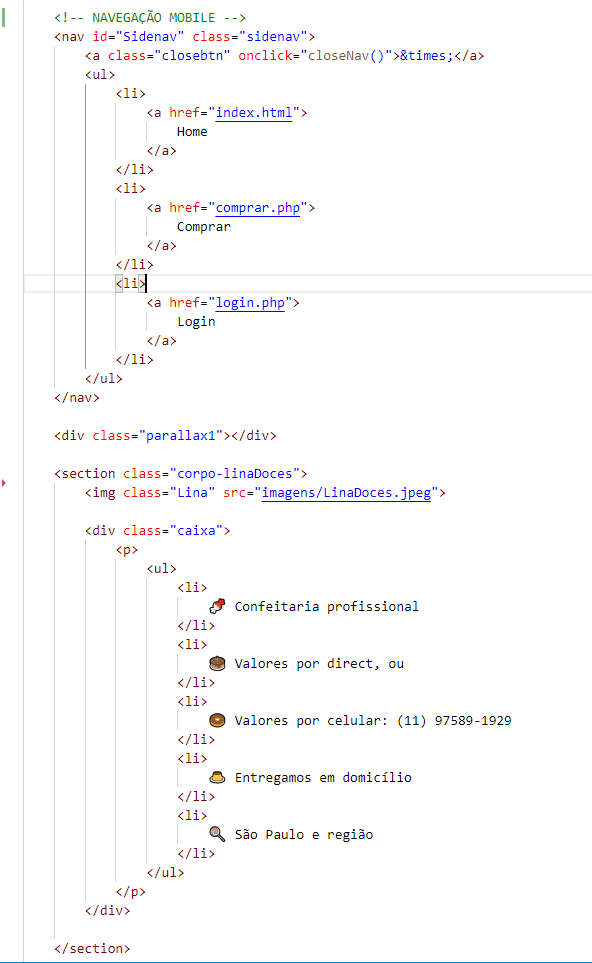 <!-- NAVEGAÇÃO MOBILE -->
<nav id="Sidenav" class="sidenav">
    <a class="closebtn" onclick="closeNav()">&times;</a>
    <ul>
        <li>
            <a href="index.html">
                Home
            </a>
        </li>
        <li>
            <a href="comprar.php">
                Comprar
            </a>
        </li>
        <li>
            <a href="login.php">
                Login
            </a>
        </li>
    </ul>
</nav>

<div class="parallax1"></div>

<section class="corpo-linaDoces">
    <img class="Lina" src="imagens/LinaDoces.jpeg">

    <div class="caixa">
        <p>
            <ul>
                <li>
                    🍬 Confeitaria profissional
                </li>
                <li>
                    🎂 Valores por direct, ou
                </li>
                <li>
                    🍩 Valores por celular: (11) 97589-1929
                </li>
                <li>
                    🍮 Entregamos em domicílio
                </li>
                <li>
                    🍭 São Paulo e região
                </li>
            </ul>
        </p>
    </div>

</section>